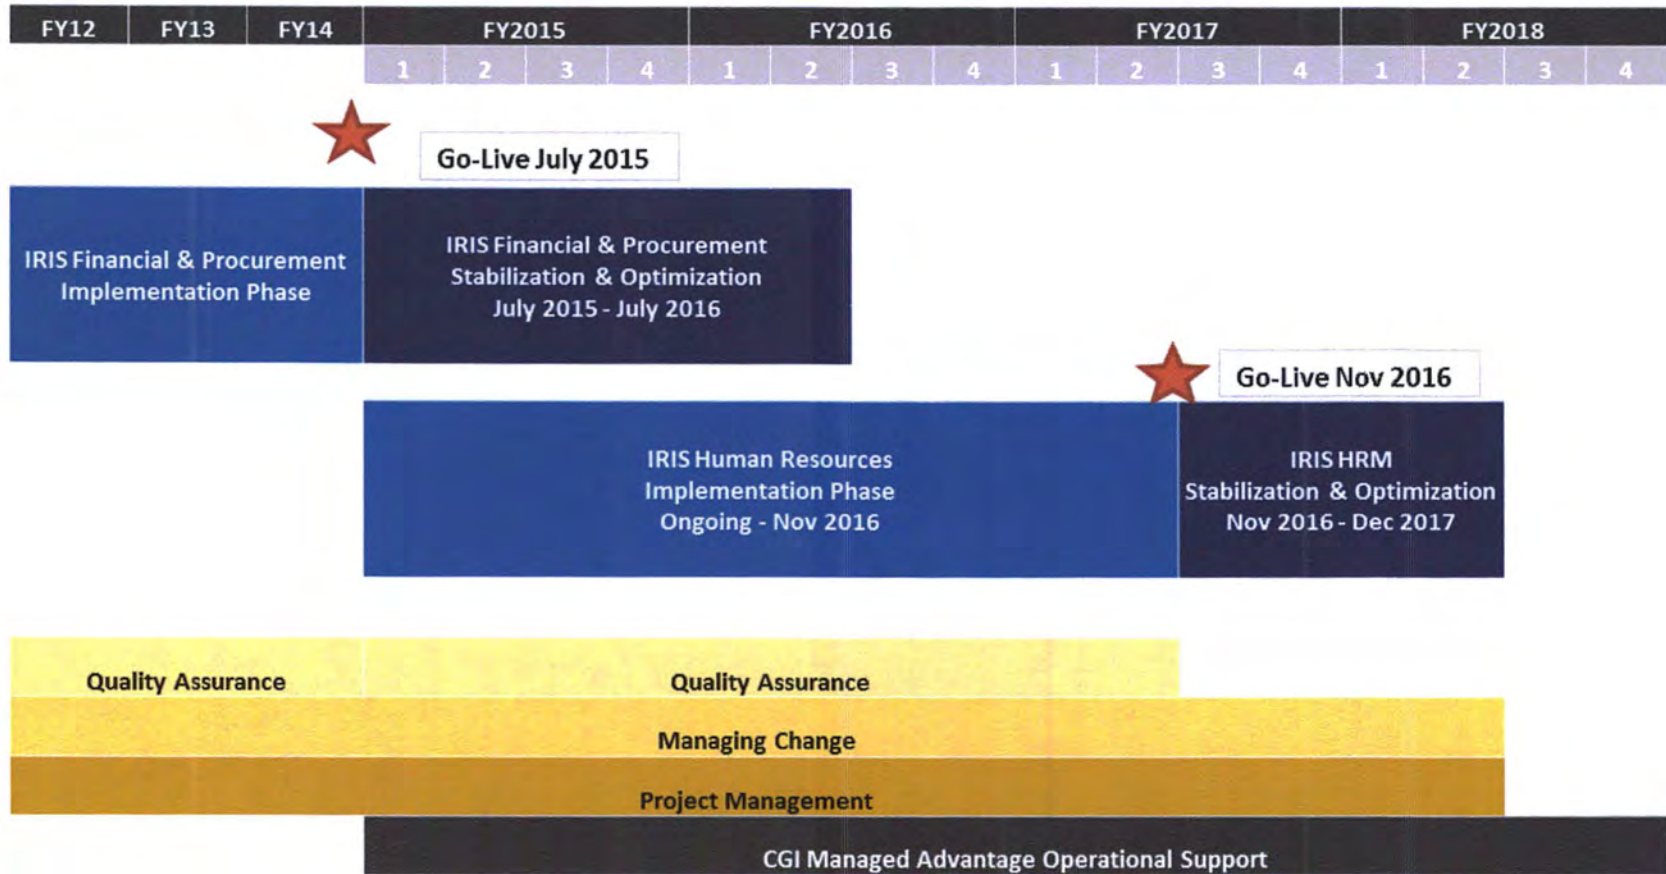 FY12 FY13 FY14 FY2015 FY2016 FY2017 FY2018
1 2 3 4 1 2 3 4 1 2 3 4 1 2 3 4
Go-Live July 2015
IRIS Financial & Procurement
Implementation Phase
IRIS Financial & Procurement
Stabilization & Optimization
July 2015 - July 2016
Go-Live Nov 2016
IRIS Human Resources
Implementation Phase
Ongoing - Nov 2016
IRIS HRM
Stabilization & Optimization
Nov 2016 - Dec 2017
Quality Assurance Quality Assurance
Managing Change
Project Management
CGI Managed Advantage Operational Support